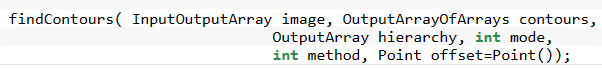 findContours( InputOutputArray image, OutputArrayOfArrays contours,
OutputArray hierarchy, int mode,
int method, Point offset=Point());